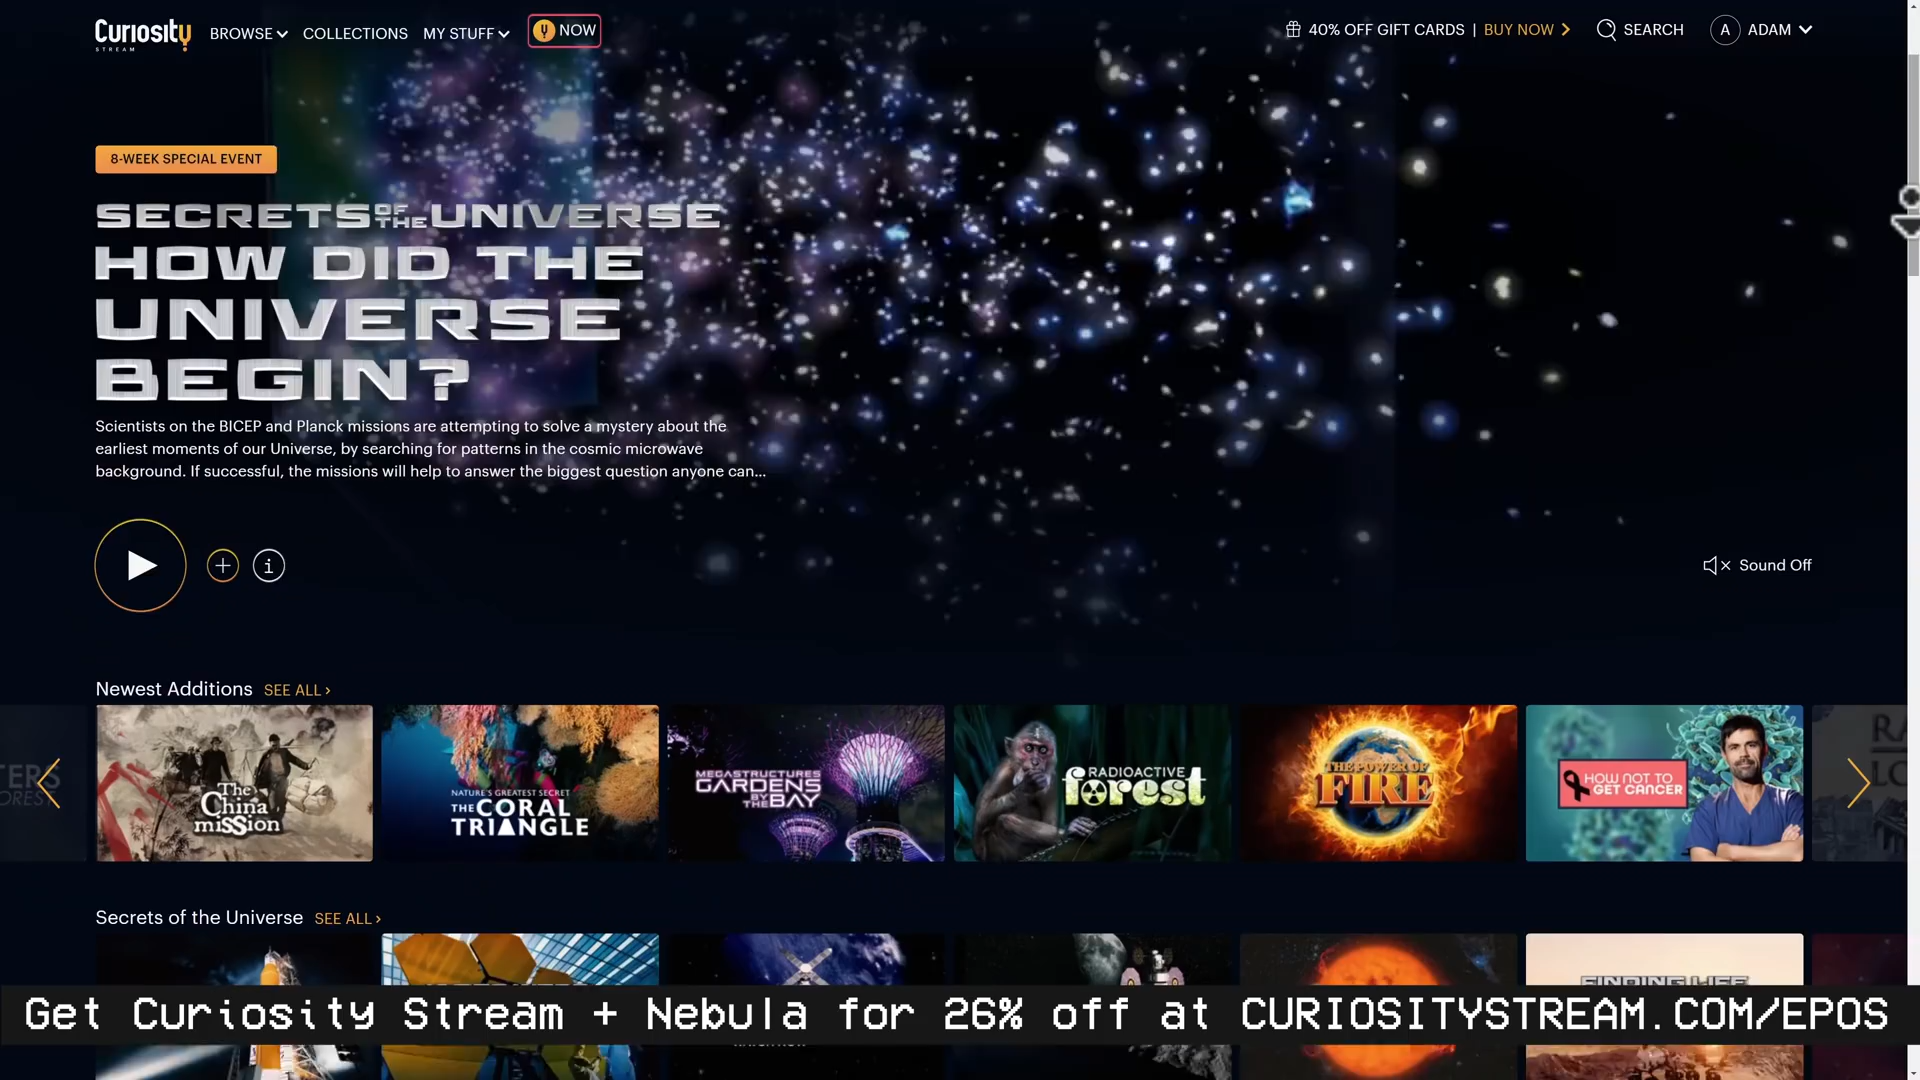 Curiosity
STREAM
BROWSE
COLLECTIONS
MY STUFF
NOW
40% OFF GIFT CARDS | BUY NOW
SEARCH
A
ADAM
8-WEEK SPECIAL EVENT
SECRETS OF THE UNIVERSE
HOW DID THE
UNIVERSE
BEGIN?
Scientists on the BICEP and Planck missions are attempting to solve a mystery about the
earliest moments of our Universe, by searching for patterns in the cosmic microwave
background. If successful, the missions will help to answer the biggest question anyone can...
Sound Off
Newest Additions SEE ALL ›
The
China
mission
NATURE'S GREATEST SECRET
THE CORAL
TRIANGLE
MEGASTRUCTURES
GARDENS
BY THE BAY
RADIOACTIVE
forest
THE POWER OF
FIRE
HOW NOT TO
GET CANCER
Secrets of the Universe SEE ALL ›
FINDING LIFE
Get Curiosity Stream + Nebula for 26% off at CURIOSITYSTREAM.COM/EPOS